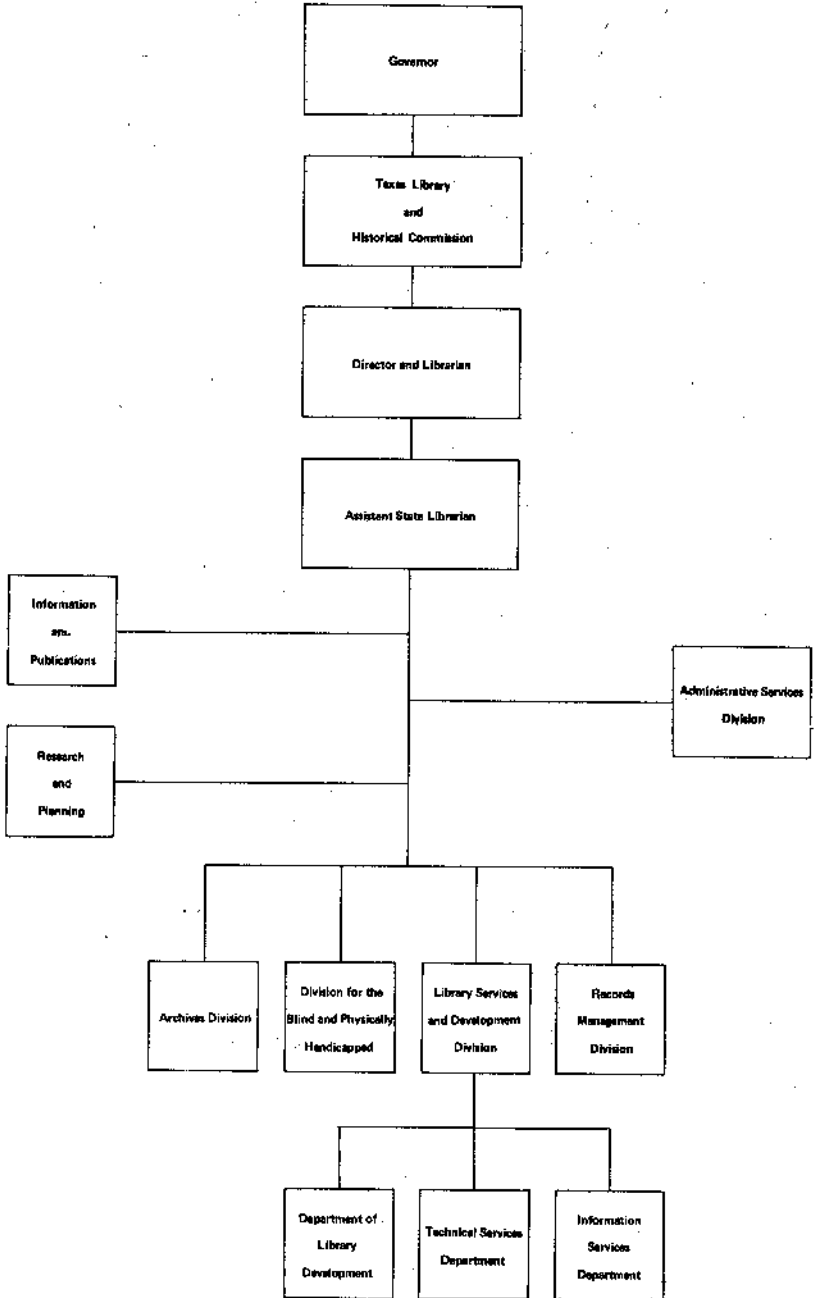 Governor
Texas Library
and
Historical Commission
Director and Librarian
Assistant State Librarian
Information
Publications
Administrative Services
Division
Research
and
Planning
Archives Division
Division for the
Blind and Physically
Handicapped
Library Services
and Development
Division
Records
Management
Division
Department of
Library
Development
Technical Services
Department
Information
Services
Department